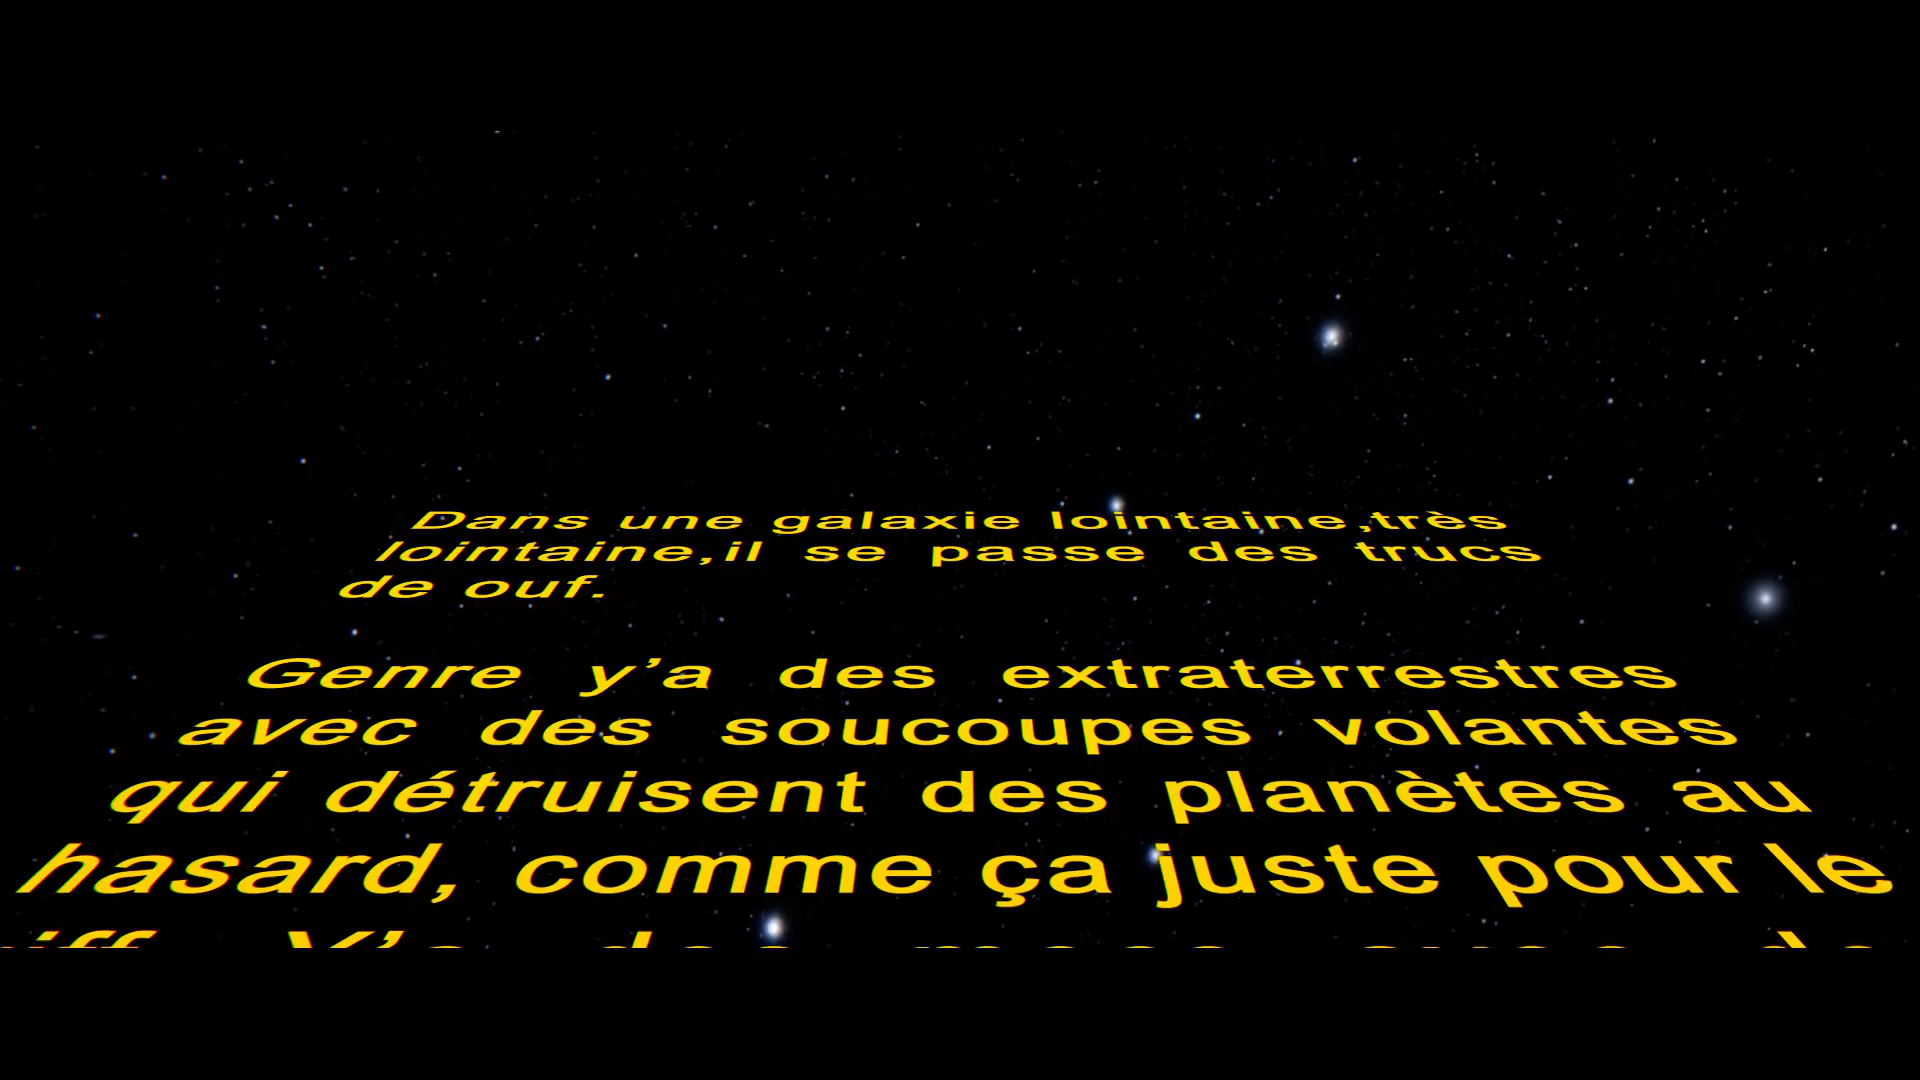 Dans une galaxie lointaine,très
lointaine,il se passe des trucs
de ouf.
Genre y’a des extraterrestres
avec des soucoupes volantes
qui détruisent des planètes au
hasard, comme ça juste pour le